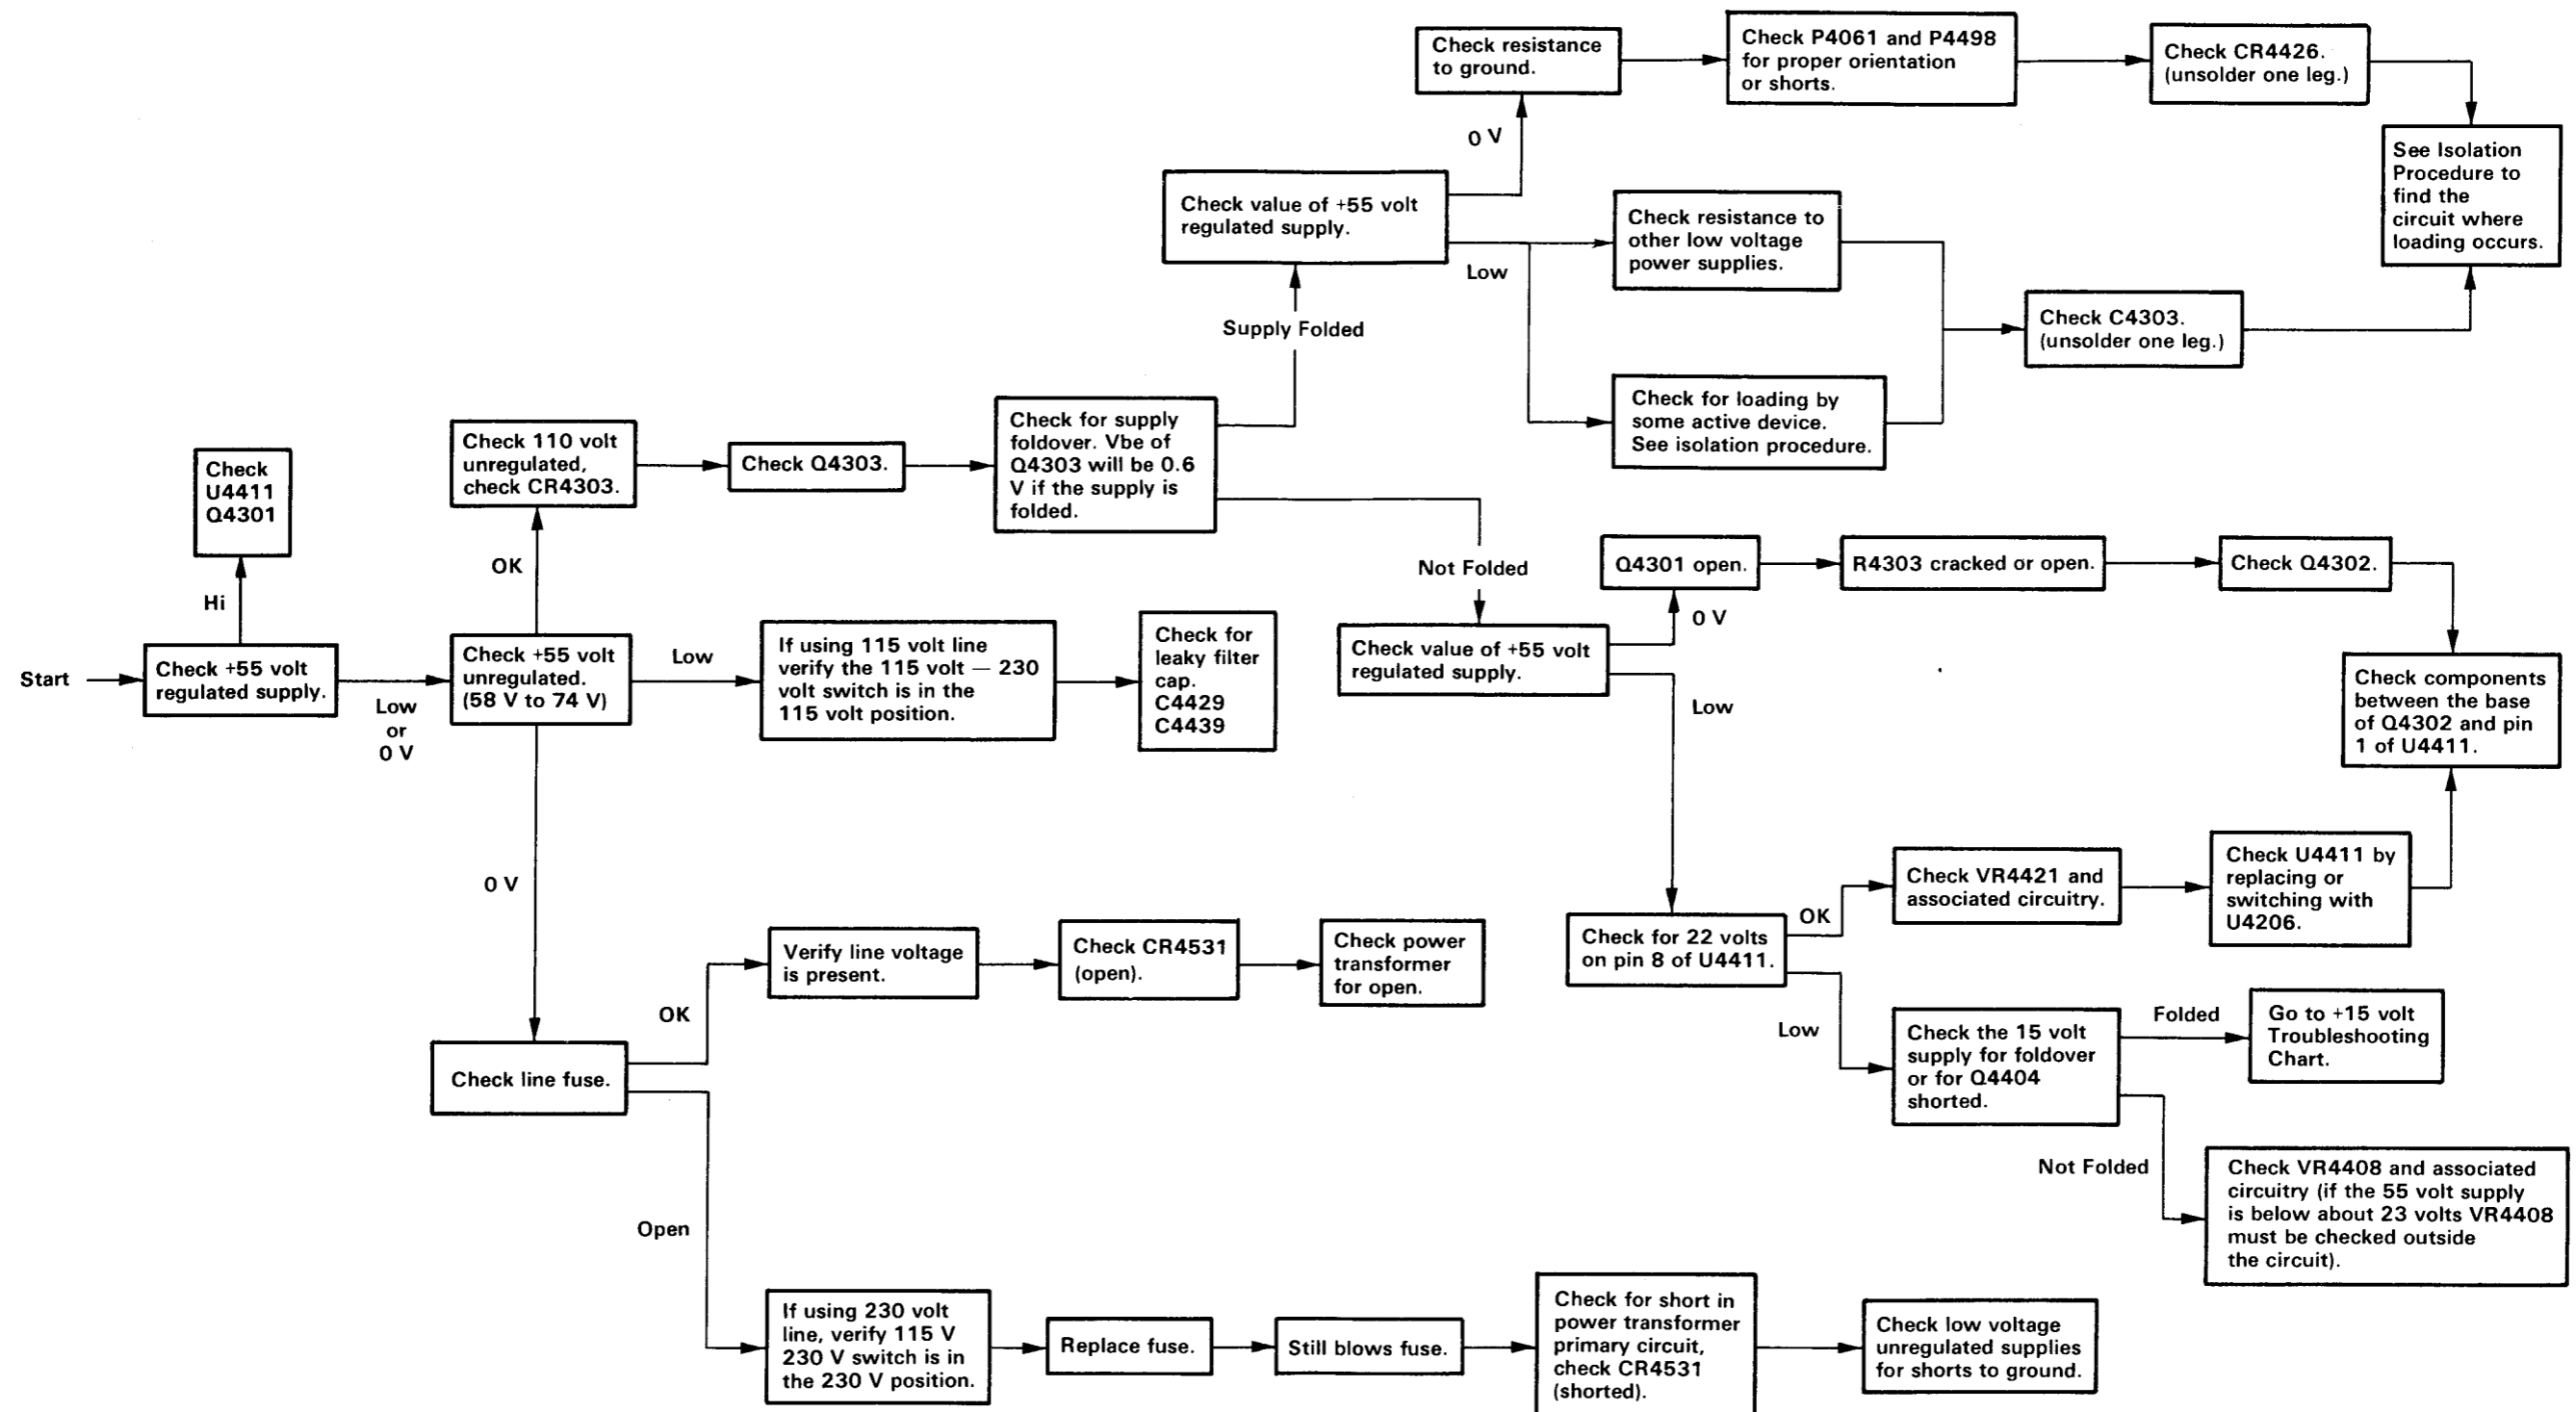 Start
Check +55 volt
regulated supply.
Hi
Check
U4411
Q4301
Low
or
0 V
Check +55 volt
unregulated.
(58 V to 74 V)
OK
Check 110 volt
unregulated,
check CR4303.
Check Q4303.
Check for supply
foldover. Vbe of
Q4303 will be 0.6
V if the supply is
folded.
Supply Folded
Check value of +55 volt
regulated supply.
0 V
Check resistance
to ground.
Check P4061 and P4498
for proper orientation
or shorts.
Check CR4426.
(unsolder one leg.)
See Isolation
Procedure to
find the
circuit where
loading occurs.
Low
Check resistance to
other low voltage
power supplies.
Check for loading by
some active device.
See isolation procedure.
Check C4303.
(unsolder one leg.)
Not Folded
Check value of +55 volt
regulated supply.
0 V
Q4301 open.
R4303 cracked or open.
Check Q4302.
Check components
between the base
of Q4302 and pin
1 of U4411.
Low
Check for 22 volts
on pin 8 of U4411.
OK
Check VR4421 and
associated circuitry.
Check U4411 by
replacing or
switching with
U4206.
Low
Check the 15 volt
supply for foldover
or for Q4404
shorted.
Folded
Go to +15 volt
Troubleshooting
Chart.
Not Folded
Check VR4408 and associated
circuitry (if the 55 volt supply
is below about 23 volts VR4408
must be checked outside
the circuit).
Low
If using 115 volt line
verify the 115 volt — 230
volt switch is in the
115 volt position.
Check for
leaky filter
cap.
C4429
C4439
0 V
Check line fuse.
OK
Verify line voltage
is present.
Check CR4531
(open).
Check power
transformer
for open.
Open
If using 230 volt
line, verify 115 V
230 V switch is in
the 230 V position.
Replace fuse.
Still blows fuse.
Check for short in
power transformer
primary circuit,
check CR4531
(shorted).
Check low voltage
unregulated supplies
for shorts to ground.